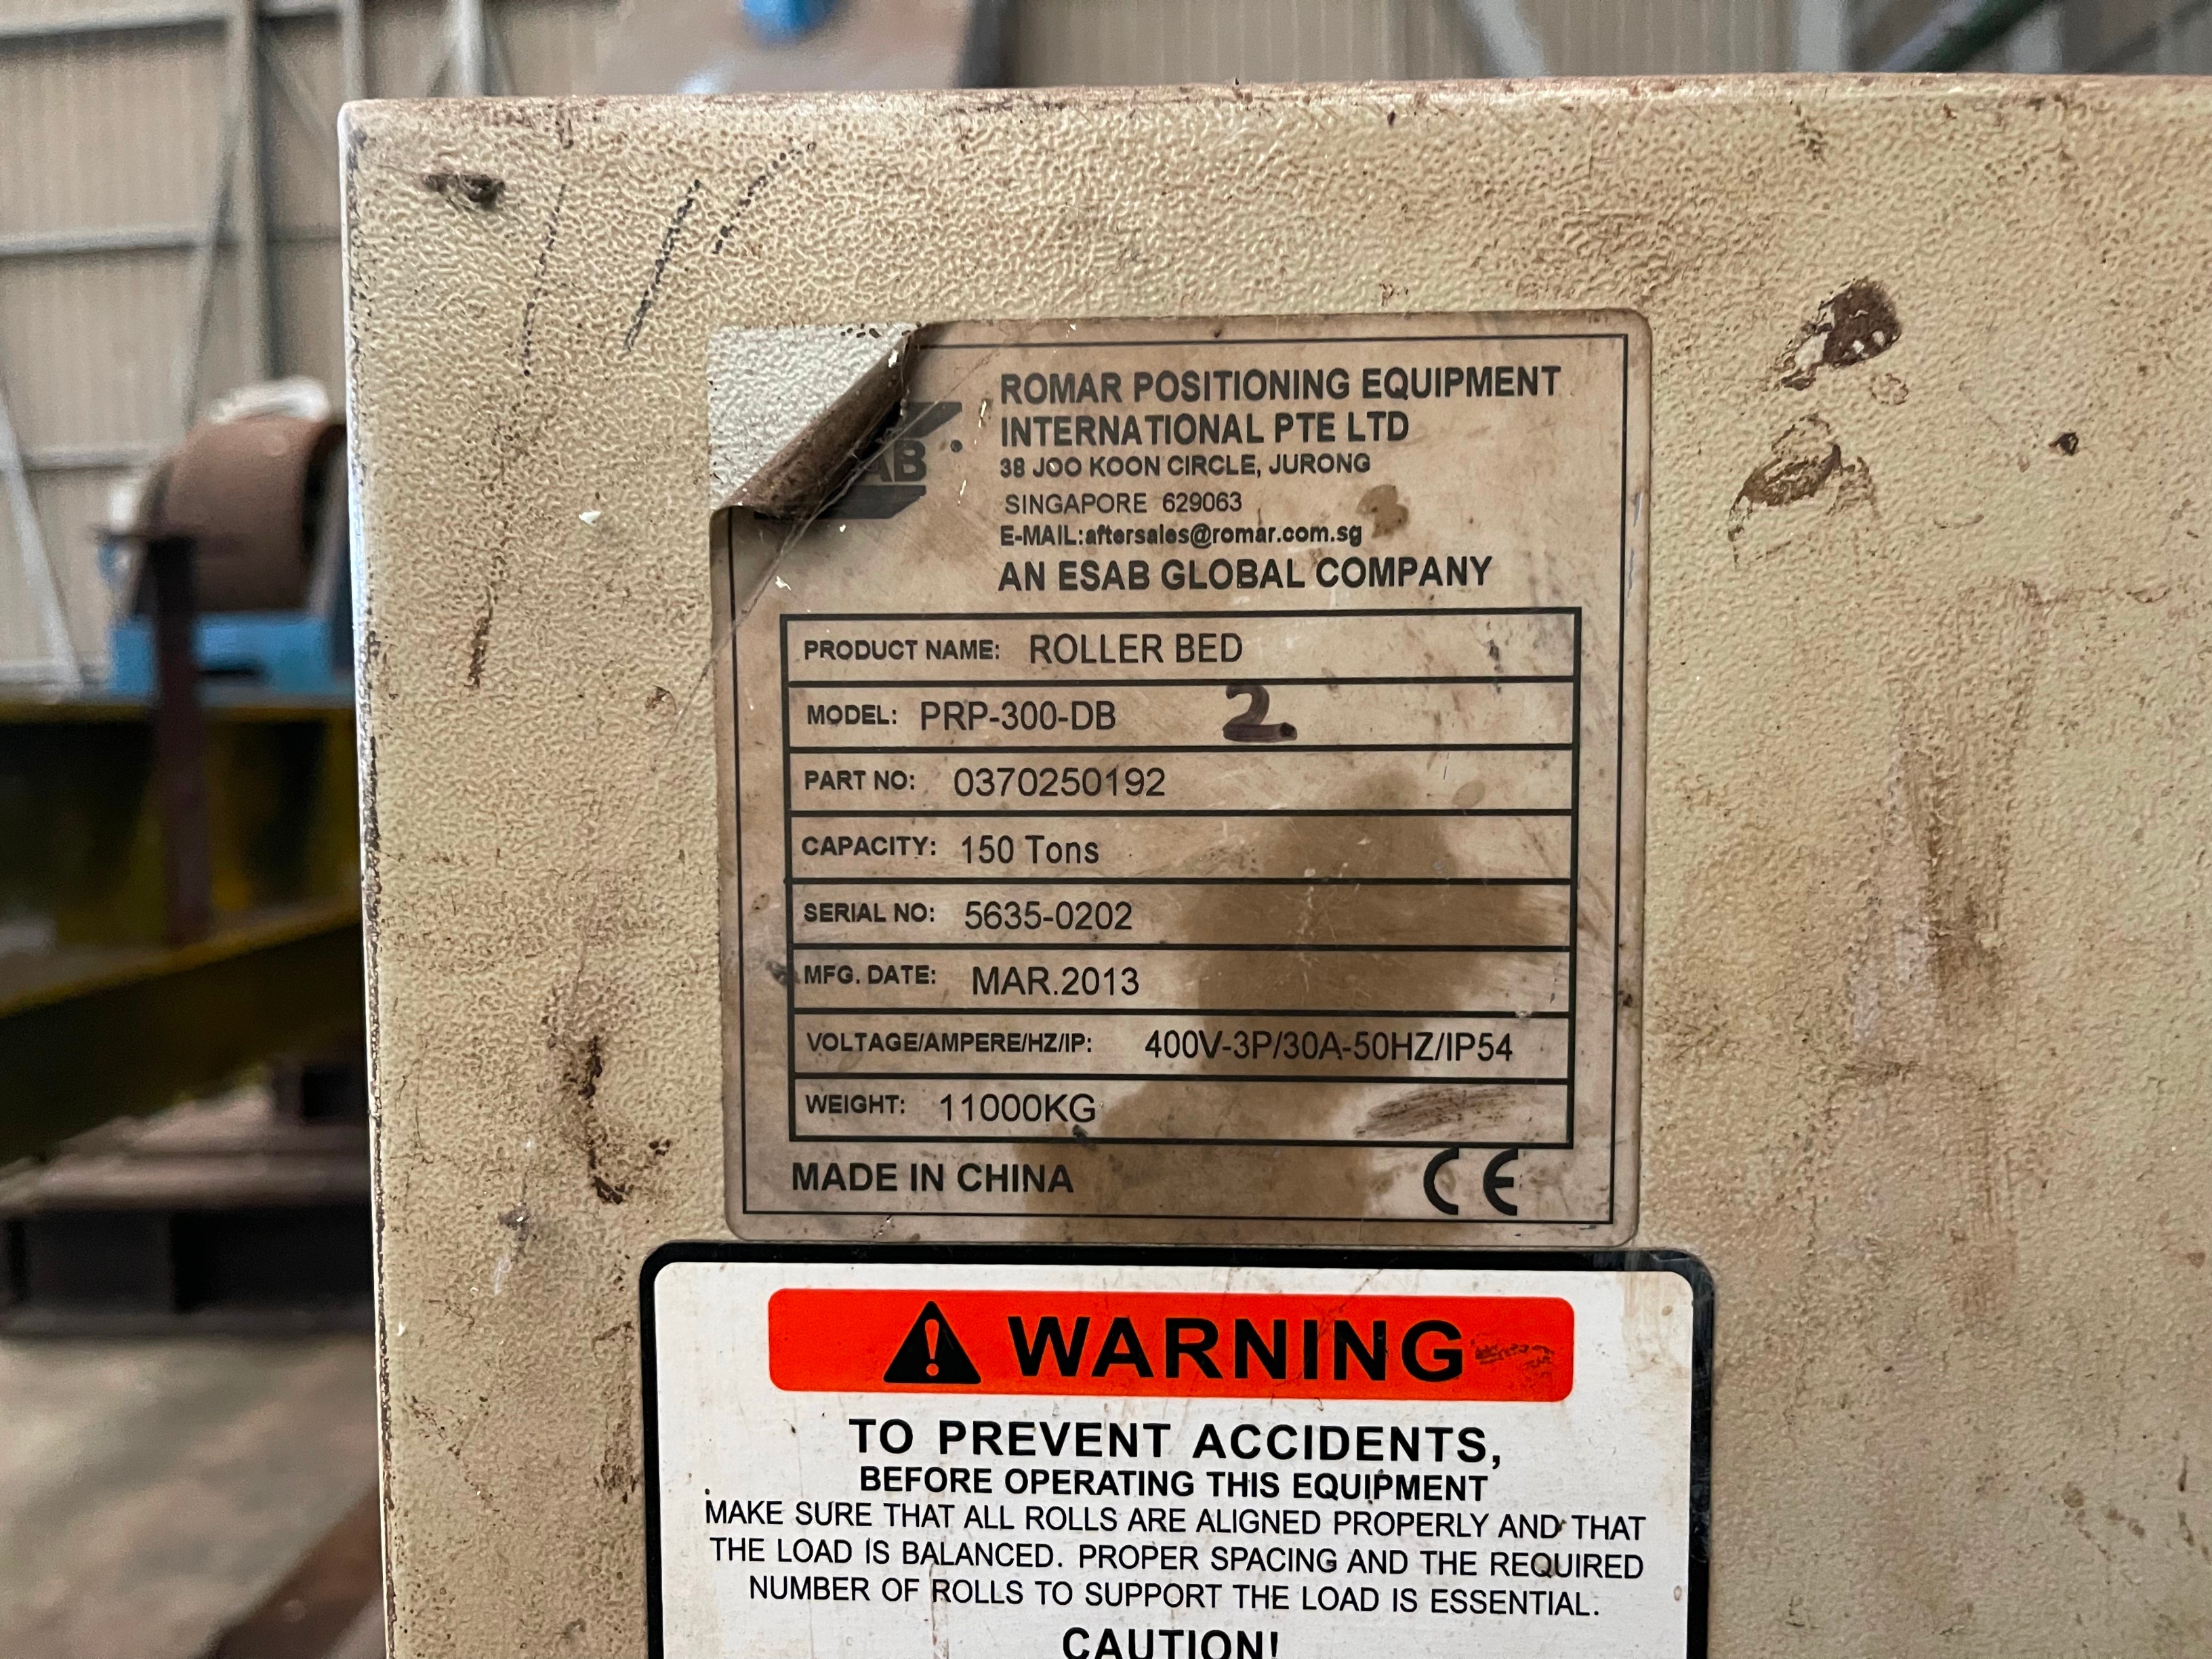 ROMAR POSITIONING EQUIPMENT
INTERNATIONAL PTE LTD
38 JOO KOON CIRCLE, JURONG
SINGAPORE 629063
E-MAIL:aftersales@romar.com.sg
AN ESAB GLOBAL COMPANY
PRODUCT NAME: ROLLER BED
MODEL: PRP-300-DB 2
PART NO: 0370250192
CAPACITY: 150 Tons
SERIAL NO: 5635-0202
MFG. DATE: MAR.2013
VOLTAGE/AMPERE/HZ/IP: 400V-3P/30A-50HZ/IP54
WEIGHT: 11000KG
MADE IN CHINA CE
WARNING
TO PREVENT ACCIDENTS,
BEFORE OPERATING THIS EQUIPMENT
MAKE SURE THAT ALL ROLLS ARE ALIGNED PROPERLY AND THAT
THE LOAD IS BALANCED. PROPER SPACING AND THE REQUIRED
NUMBER OF ROLLS TO SUPPORT THE LOAD IS ESSENTIAL.
CAUTION!